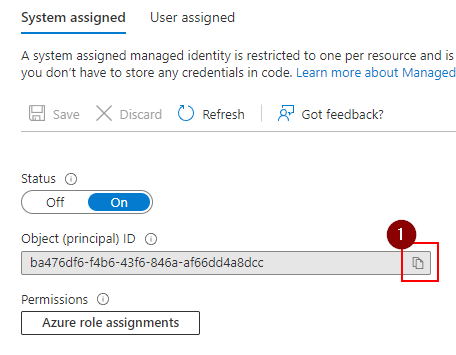 System assigned User assigned
A system assigned managed identity is restricted to one per resource and is
you don't have to store any credentials in code. Learn more about Managed
Save Discard Refresh Got feedback?
Status
Off On
1
Object (principal) ID
ba476df6-f4b6-43f6-846a-af66dd4a8dcc
Permissions
Azure role assignments